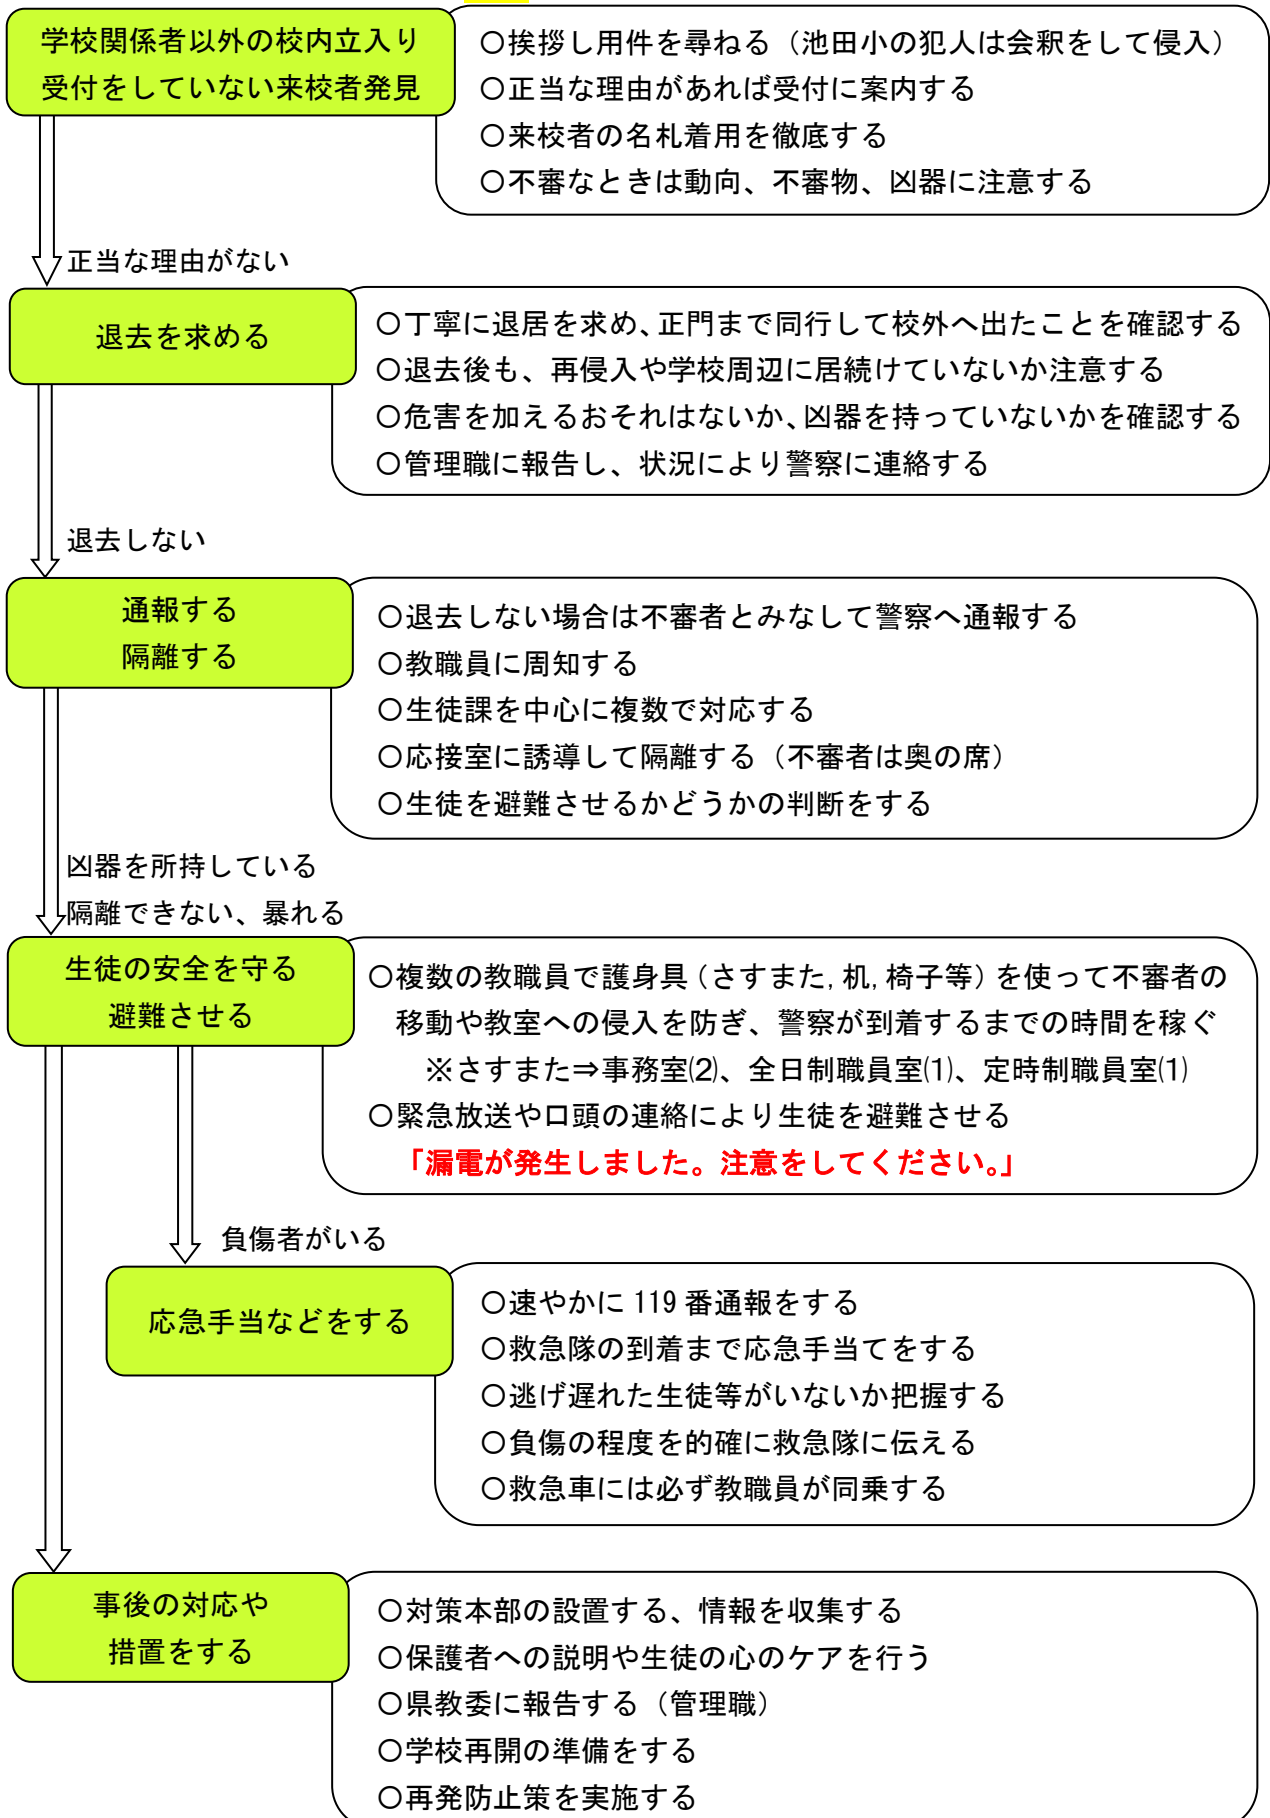 学校関係者以外の校内立入り
受付をしていない来校者発見
〇挨拶し用件を尋ねる（池田小の犯人は会釈をして侵入）
〇正当な理由があれば受付に案内する
〇来校者の名札着用を徹底する
〇不審なときは動向、不審物、凶器に注意する
正当な理由がない
退去を求める
〇丁寧に退居を求め、正門まで同行して校外へ出たことを確認する
〇退去後も、再侵入や学校周辺に居続けていないか注意する
〇危害を加えるおそれはないか、凶器を持っていないかを確認する
〇管理職に報告し、状況により警察に連絡する
退去しない
通報する
隔離する
〇退去しない場合は不審者とみなして警察へ通報する
〇教職員に周知する
〇生徒課を中心に複数で対応する
〇応接室に誘導して隔離する（不審者は奥の席）
〇生徒を避難させるかどうかの判断をする
凶器を所持している
隔離できない、暴れる
生徒の安全を守る
避難させる
〇複数の教職員で護身具（さすまた,机,椅子等）を使って不審者の
移動や教室への侵入を防ぎ、警察が到着するまでの時間を稼ぐ
※さすまた⇒事務室⑵、全日制職員室⑴、定時制職員室⑴
〇緊急放送や口頭の連絡により生徒を避難させる
「漏電が発生しました。注意をしてください。」
負傷者がいる
応急手当などをする
〇速やかに 119 番通報をする
〇救急隊の到着まで応急手当てをする
〇逃げ遅れた生徒等がいないか把握する
〇負傷の程度を的確に救急隊に伝える
〇救急車には必ず教職員が同乗する
事後の対応や
措置をする
〇対策本部の設置する、情報を収集する
〇保護者への説明や生徒の心のケアを行う
〇県教委に報告する（管理職）
〇学校再開の準備をする
〇再発防止策を実施する